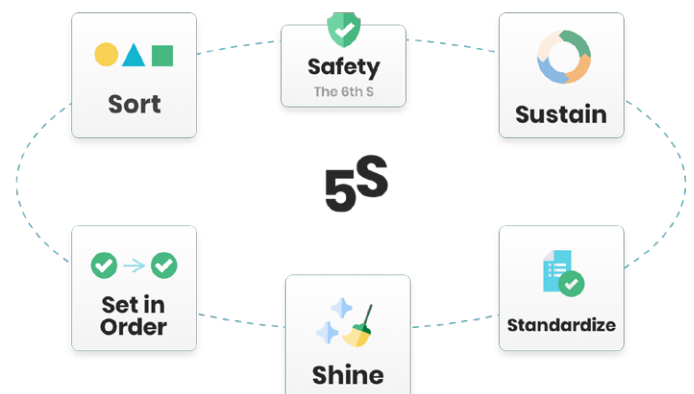 Sort
Safety
The 6th S
Sustain
5S
Set in
Order
Shine
Standardize